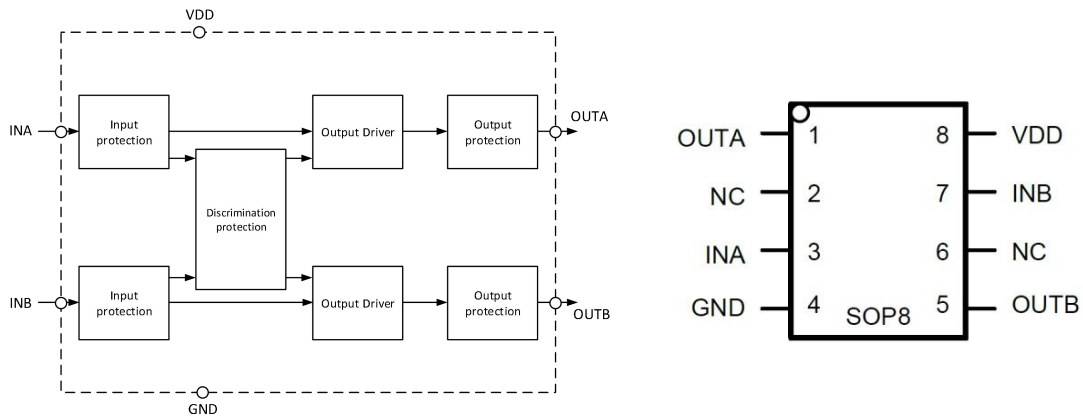 VDD
INA
Input
protection
Output Driver
Output
protection
OUTA
Discrimination
protection
INB
Input
protection
Output Driver
Output
protection
OUTB
GND
OUTA 1 8 VDD
NC 2 7 INB
INA 3 6 NC
GND 4 SOP8 5 OUTB